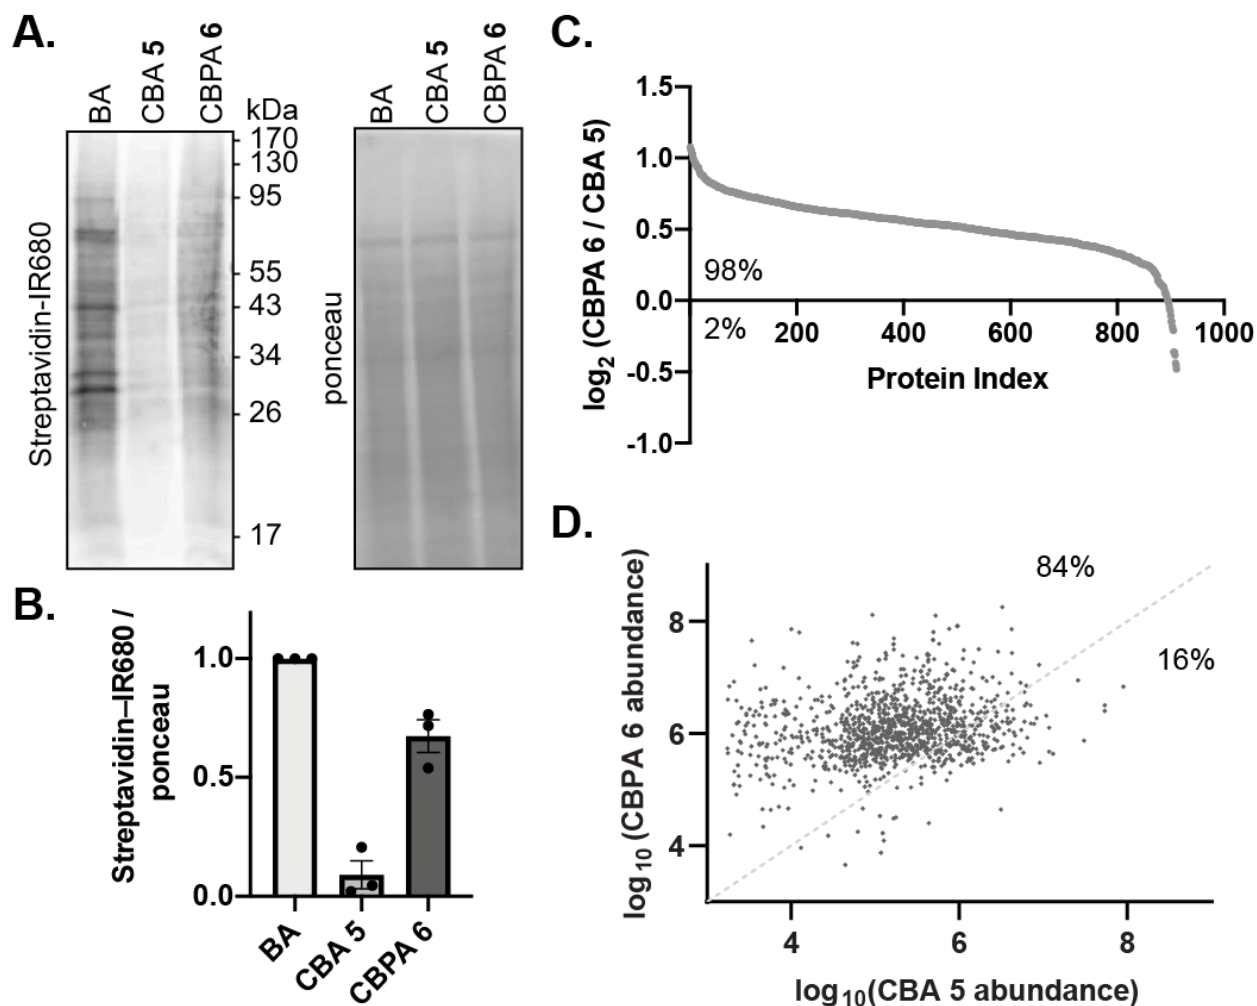 A.
BA
CBA 5
CBPA 6
kDa
170
130
95
55
43
34
26
17
Streptavidin-IR680
BA
CBA 5
CBPA 6
ponceau
B.
Streptavidin–IR680 /
ponceau
1.0
0.5
0.0
BA
CBA 5
CBPA 6
C.
log2 (CBPA 6 / CBA 5)
1.5
1.0
0.5
0.0
-0.5
-1.0
98%
2%
200
400
600
800
1000
Protein Index
D.
log10 (CBPA 6 abundance)
8
6
4
84%
16%
4
6
8
log10(CBA 5 abundance)